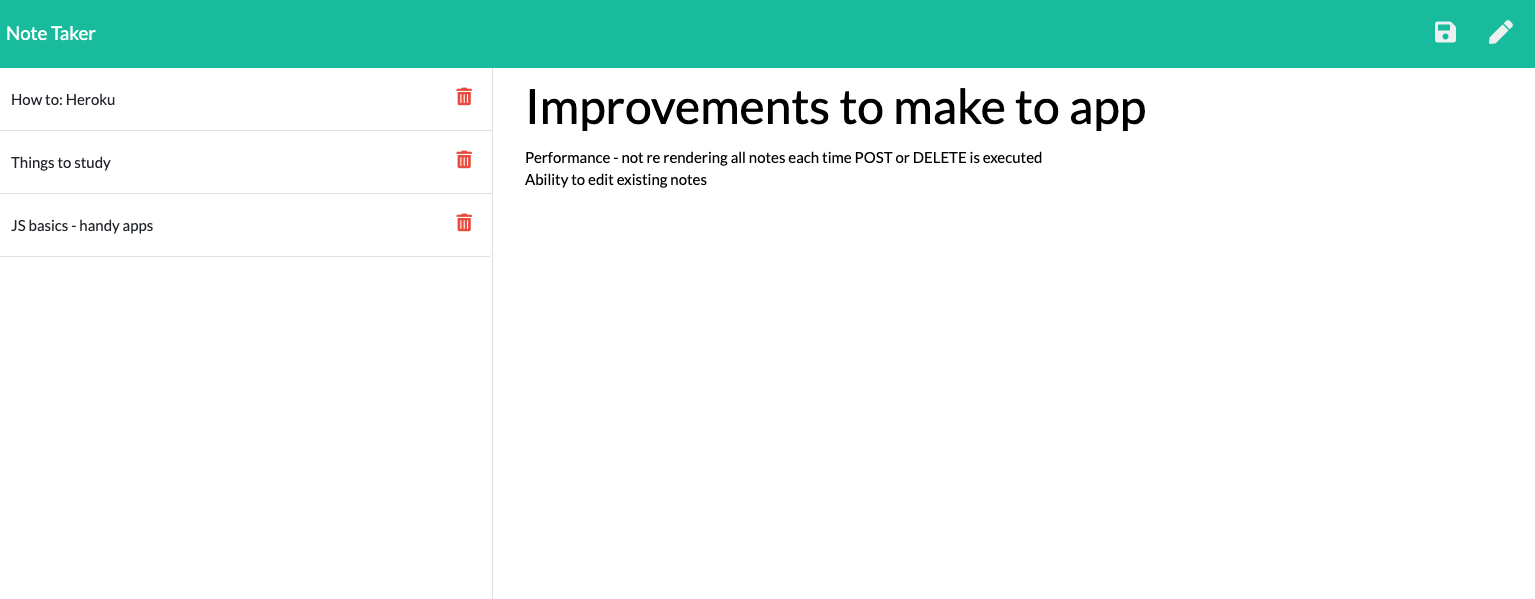 Note Taker
How to: Heroku
Things to study
JS basics - handy apps
Improvements to make to app
Performance - not re rendering all notes each time POST or DELETE is executed
Ability to edit existing notes